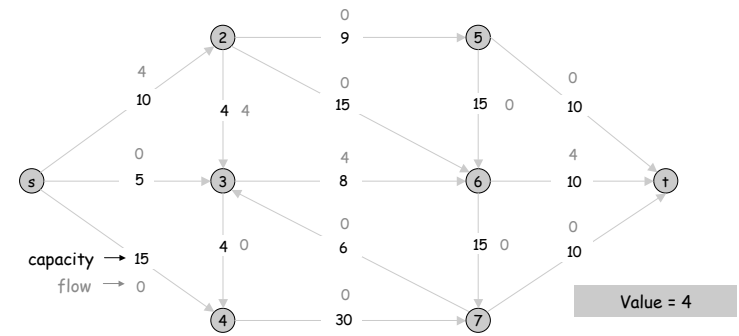 0
2 9 5
4 0 0
10 15 10
4 4 15 0
0 4 4
s 5 3 8 6 10 t
0 0
4 0 6 15 0 10
capacity → 15
flow → 0
0
4 30 7
Value = 4